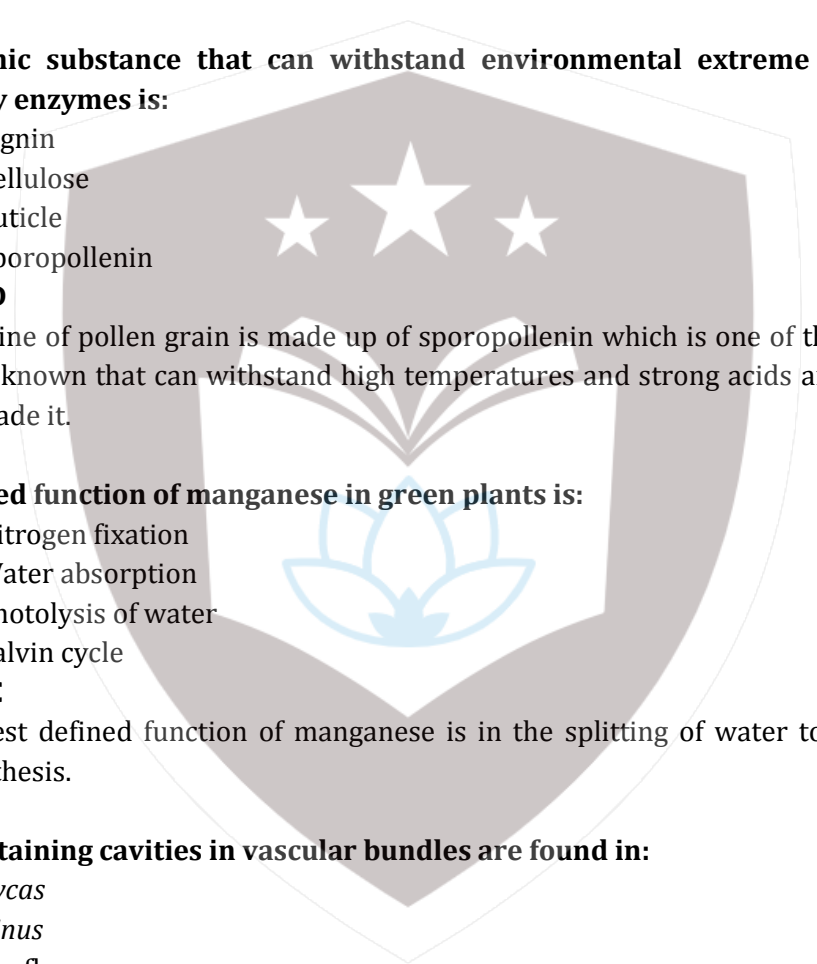 nic substance that can withstand environmental extreme
y enzymes is:
gnin
ellulose
uticle
poropollenin
ine of pollen grain is made up of sporopollenin which is one of th
known that can withstand high temperatures and strong acids a
ade it.
ed function of manganese in green plants is:
itrogen fixation
Water absorption
hotolysis of water
alvin cycle
est defined function of manganese is in the splitting of water to
thesis.
taining cavities in vascular bundles are found in:
ycas
inus